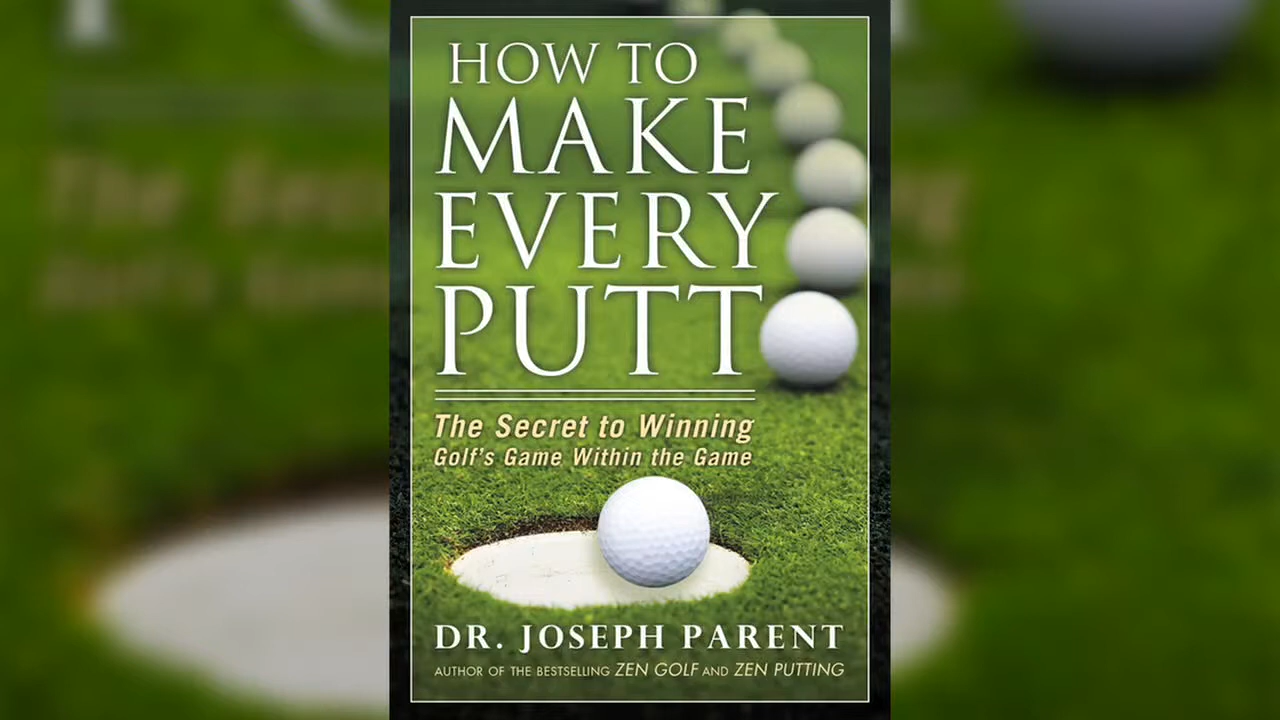 HOW TO
MAKE
EVERY
PUTT
The Secret to Winning
Golf's Game Within the Game
DR. JOSEPH PARENT
AUTHOR OF THE BESTSELLING ZEN GOLF AND ZEN PUTTING